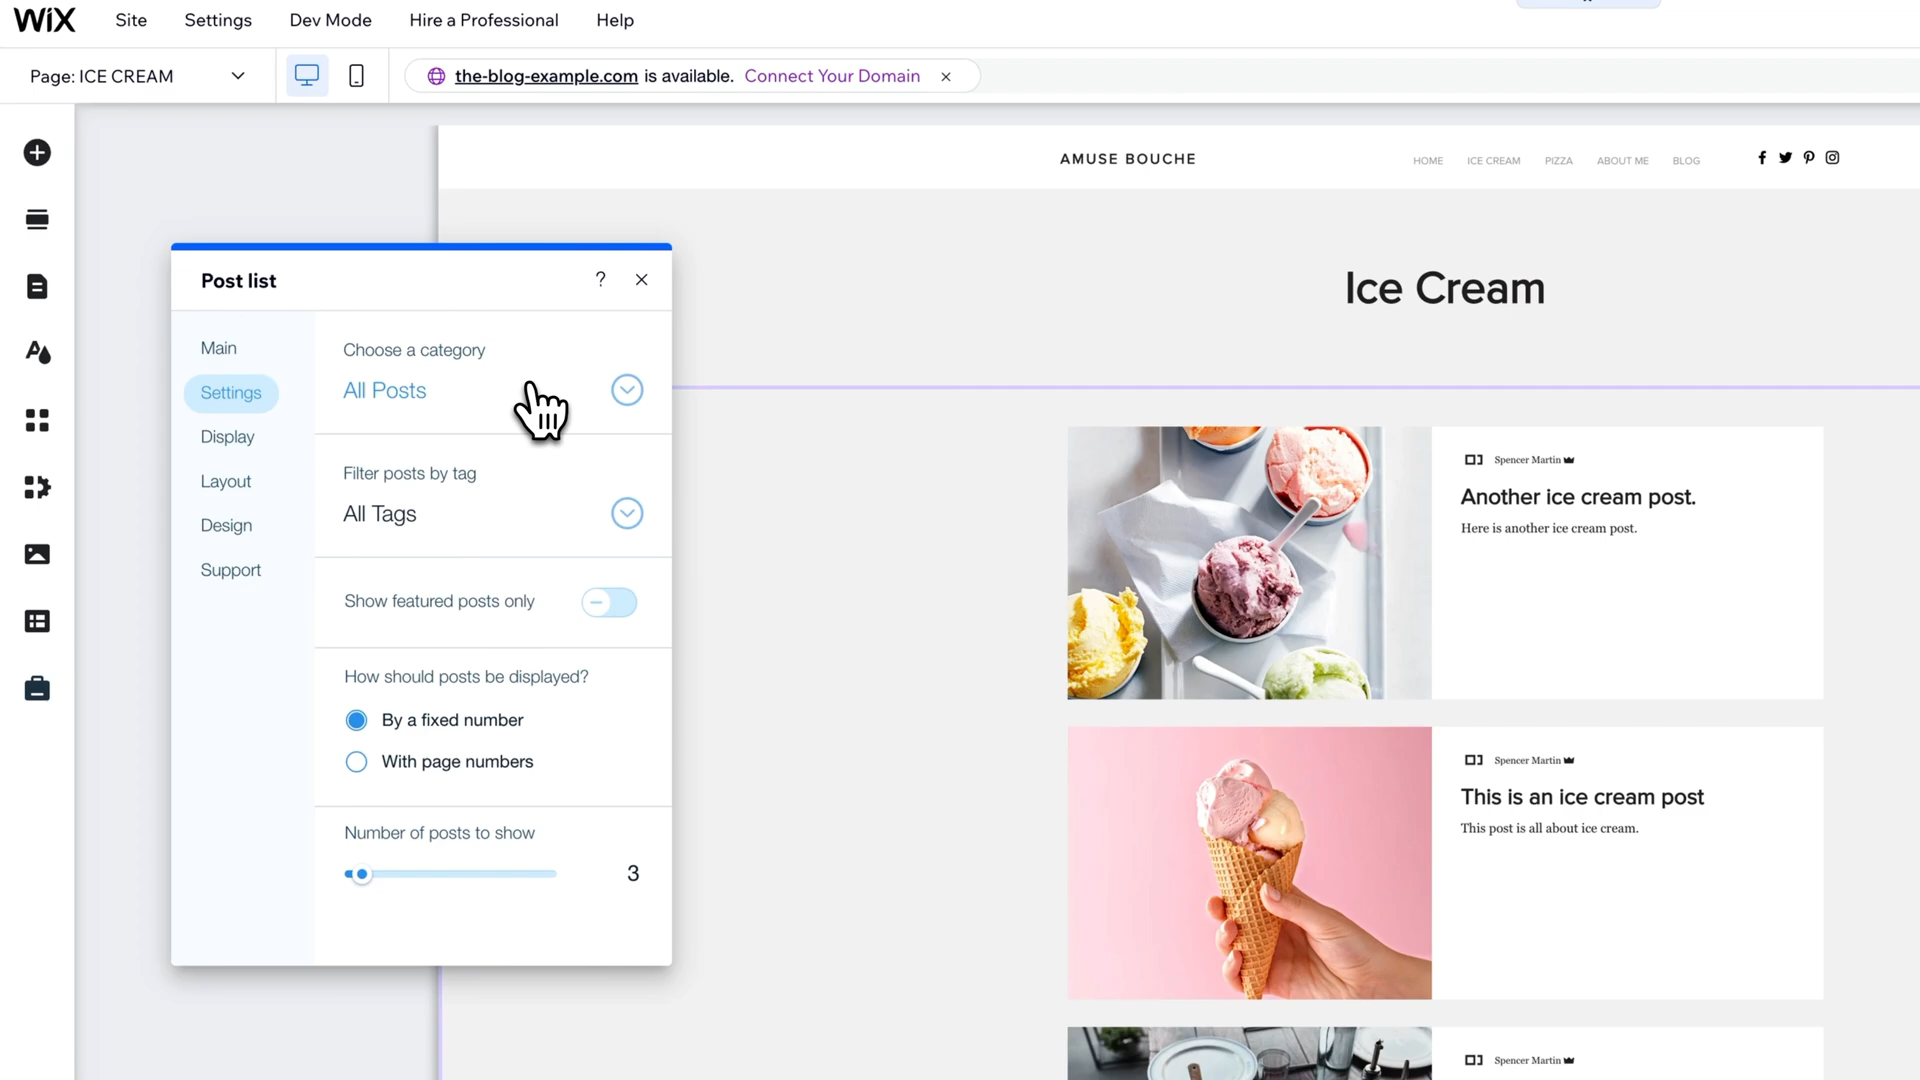 WiX
Site
Settings
Dev Mode
Hire a Professional
Help
Page: ICE CREAM
the-blog-example.com is available. Connect Your Domain
AMUSE BOUCHE
HOME
ICE CREAM
PIZZA
ABOUT ME
BLOG
Post list
?
Main
Settings
Display
Layout
Design
Support
Choose a category
All Posts
Filter posts by tag
All Tags
Show featured posts only
How should posts be displayed?
By a fixed number
With page numbers
Number of posts to show
3
Ice Cream
Spencer Martin
Another ice cream post.
Here is another ice cream post.
Spencer Martin
This is an ice cream post
This post is all about ice cream.
Spencer Martin